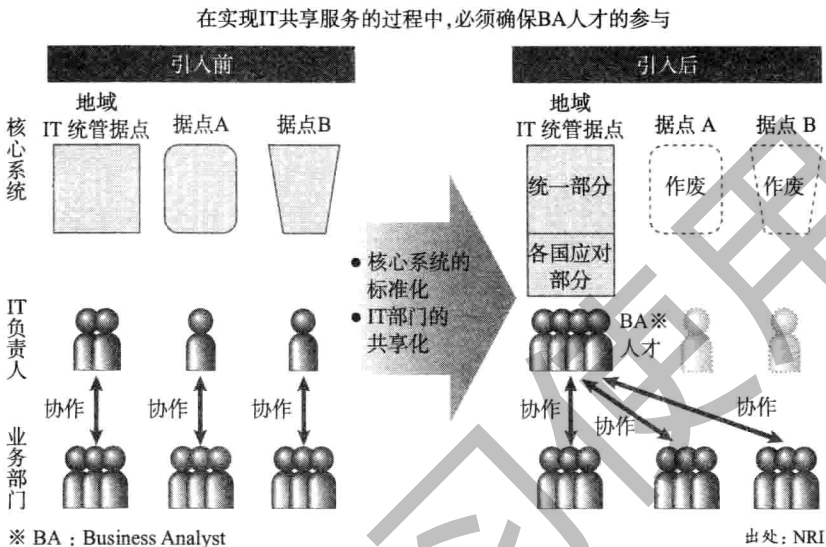 在实现IT共享服务的过程中,必须确保BA人才的参与
引入前
引入后
核心系统
地域
IT 统管据点
据点A
据点B
地域
IT 统管据点
据点 A
据点 B
统一部分
作废
作废
各国应对
部分
● 核心系统的
标准化
● IT部门的
共享化
IT负责人
BA※
人才
协作
协作
协作
协作
协作
协作
业务部门
※ BA : Business Analyst
出处: NRI
习使用